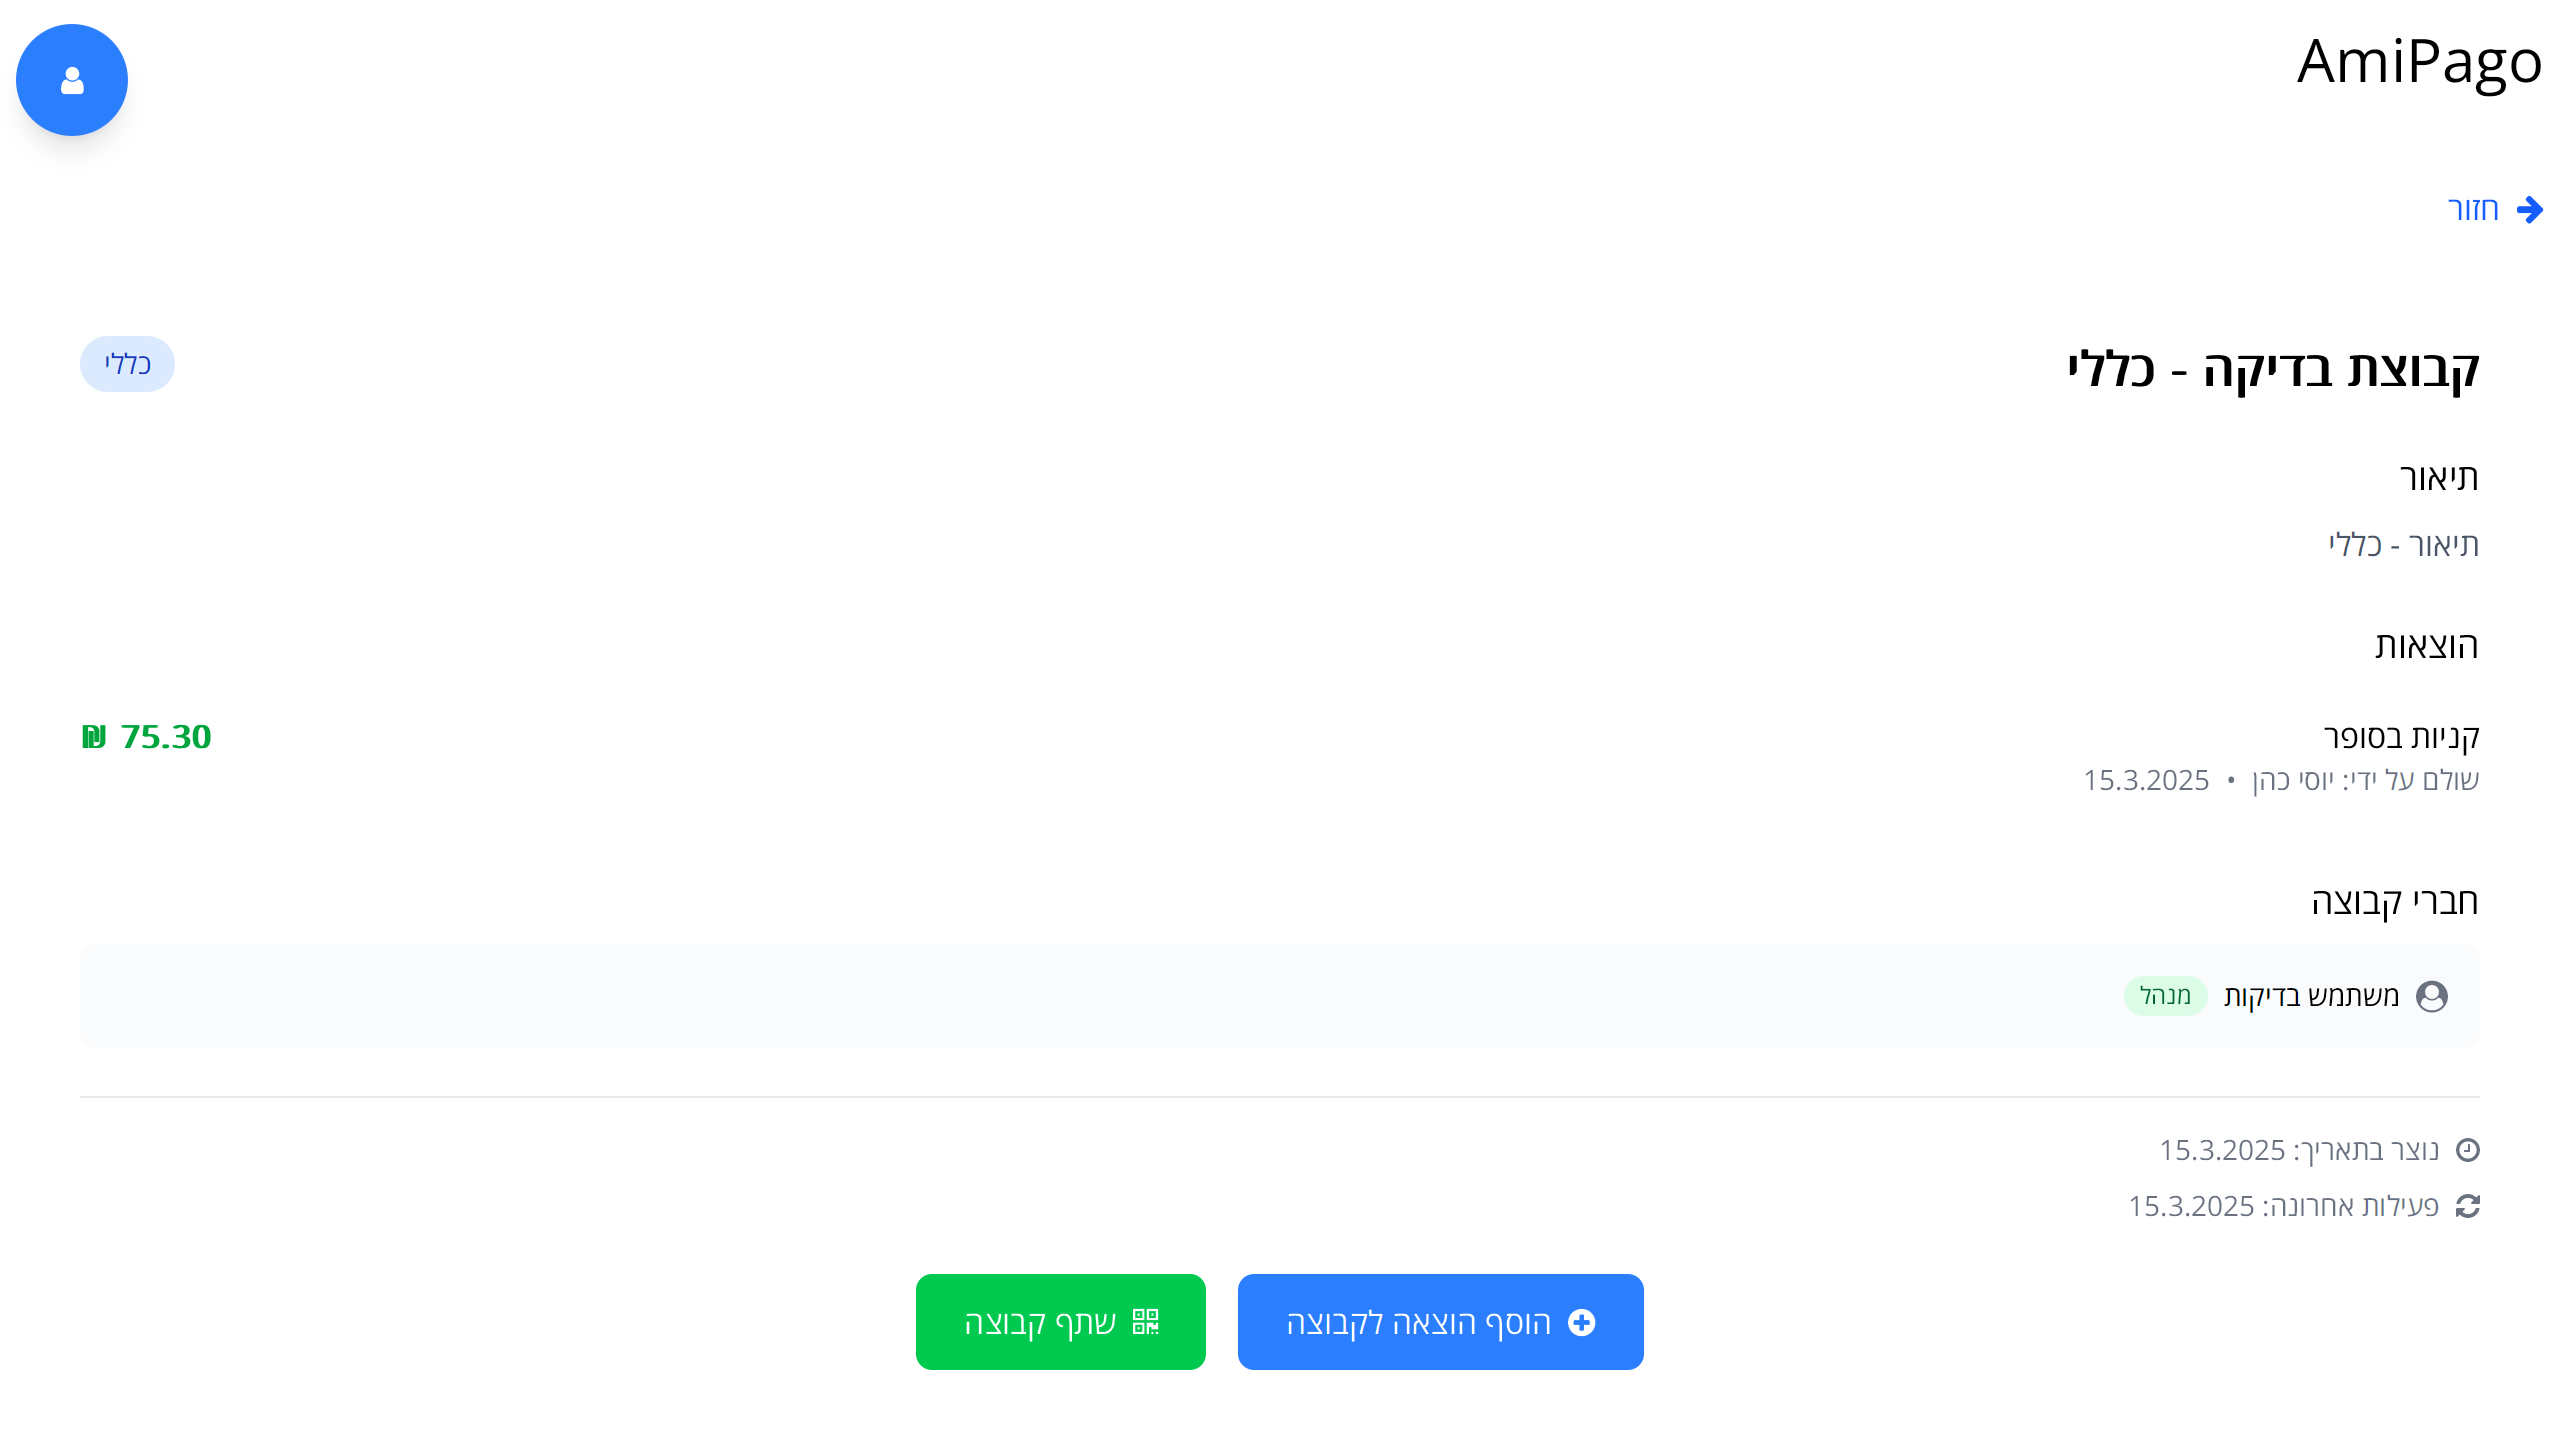 AmiPago
חזור
קבוצת בדיקה - כללי
כללי
תיאור
תיאור - כללי
הוצאות
קניות בסופר
75.30 ₪
שולם על ידי: יוסי כהן • 15.3.2025
חברי קבוצה
משתמש בדיקות מנהל
נוצר בתאריך: 15.3.2025
פעילות אחרונה: 15.3.2025
הוסף הוצאה לקבוצה
שתף קבוצה